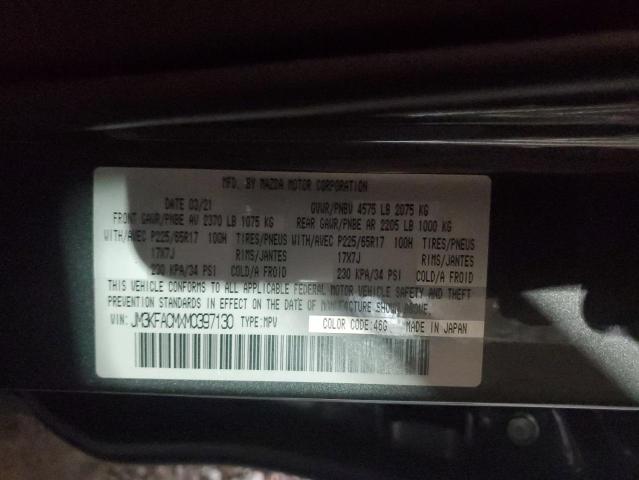 MFD. BY MAZDA MOTOR CORPORATION
DATE 03/21 GVWR/PNBV 4575 LB 2075 KG
FRONT GAWR/PNBE AV 2370 LB 1075 KG REAR GAWR/PNBE AR 2205 LB 1000 KG
WITH/AVEC P225/65R17 100H TIRES/PNEUS WITH/AVEC P225/65R17 100H TIRES/PNEUS
17X7J RIMS/JANTES 17X7J RIMS/JANTES
230 KPA/34 PSI COLD/A FROID 230 KPA/34 PSI COLD/A FROID
THIS VEHICLE CONFORMS TO ALL APPLICABLE FEDERAL MOTOR VEHICLE SAFETY AND THEFT
PREVENTION STANDARDS IN EFFECT ON THE DATE OF MANUFACTURE SHOWN ABOVE.
VIN: JM3KFACMXM0397130 TYPE: MPV COLOR CODE: 46G MADE IN JAPAN